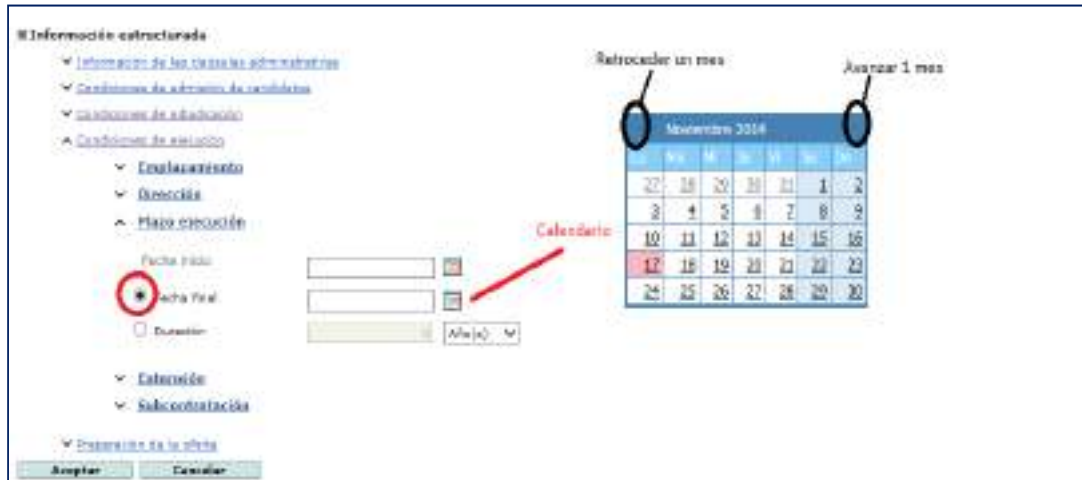 Información estructurada
Información de las clausulas administrativas
Condiciones de admisión de candidatos
Condiciones de adjudicación
Condiciones de ejecución
Emplazamiento
Dirección
Plazo ejecución
Fecha inicio
Fecha final
Duración
Año(s)
Extensión
Subcontratación
Preparación de la oferta
Aceptar Cancelar
Calendario
Retroceder un mes
Avanzar 1 mes
Noviembre 2014
27 28 29 30 31 1 2
3 4 5 6 7 8 9
10 11 12 13 14 15 16
17 18 19 20 21 22 23
24 25 26 27 28 29 30